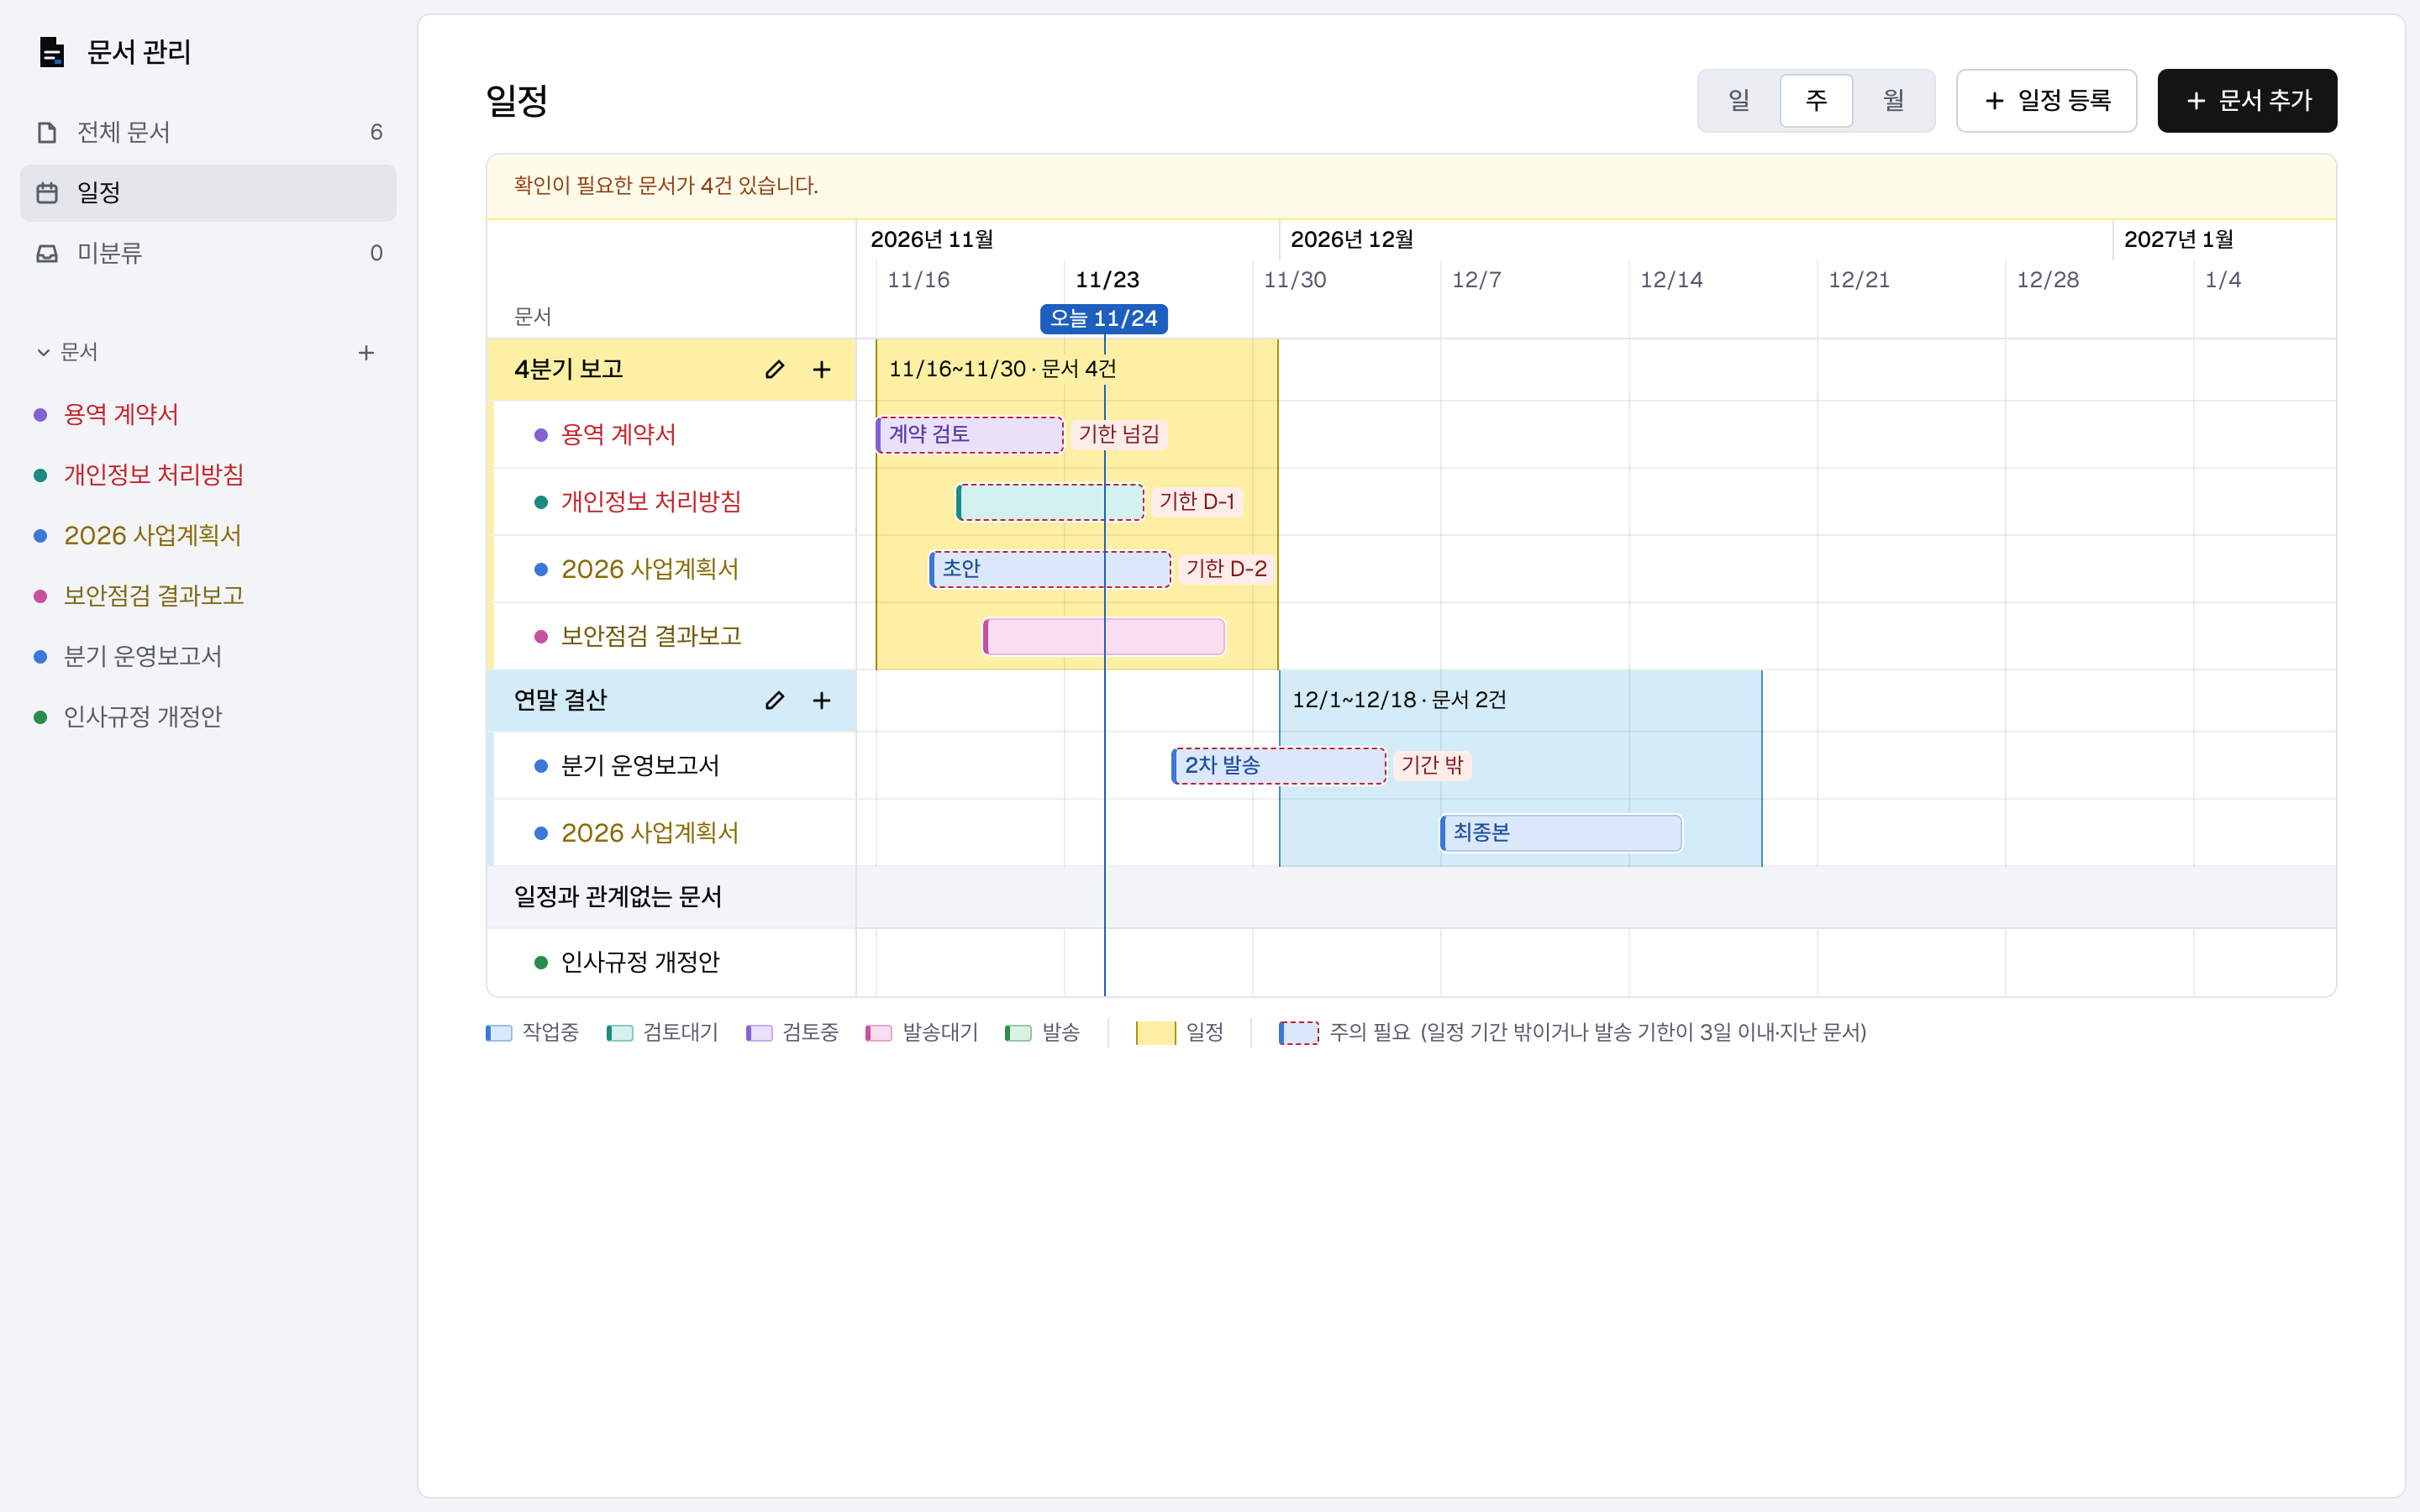 문서 관리
전체 문서 6
일정
미분류 0
문서
용역 계약서
개인정보 처리방침
2026 사업계획서
보안점검 결과보고
분기 운영보고서
인사규정 개정안
일정
일 주 월
일정 등록
문서 추가
확인이 필요한 문서가 4건 있습니다.
2026년 11월 2026년 12월 2027년 1월
11/16 11/23 11/30 12/7 12/14 12/21 12/28 1/4
문서
오늘 11/24
4분기 보고 11/16~11/30 · 문서 4건
용역 계약서 계약 검토 기한 넘김
개인정보 처리방침 기한 D-1
2026 사업계획서 초안 기한 D-2
보안점검 결과보고
연말 결산 12/1~12/18 · 문서 2건
분기 운영보고서 2차 발송 기간 밖
2026 사업계획서 최종본
일정과 관계없는 문서
인사규정 개정안
작업중 검토대기 검토중 발송대기 발송 일정 주의 필요 (일정 기간 밖이거나 발송 기한이 3일 이내·지난 문서)